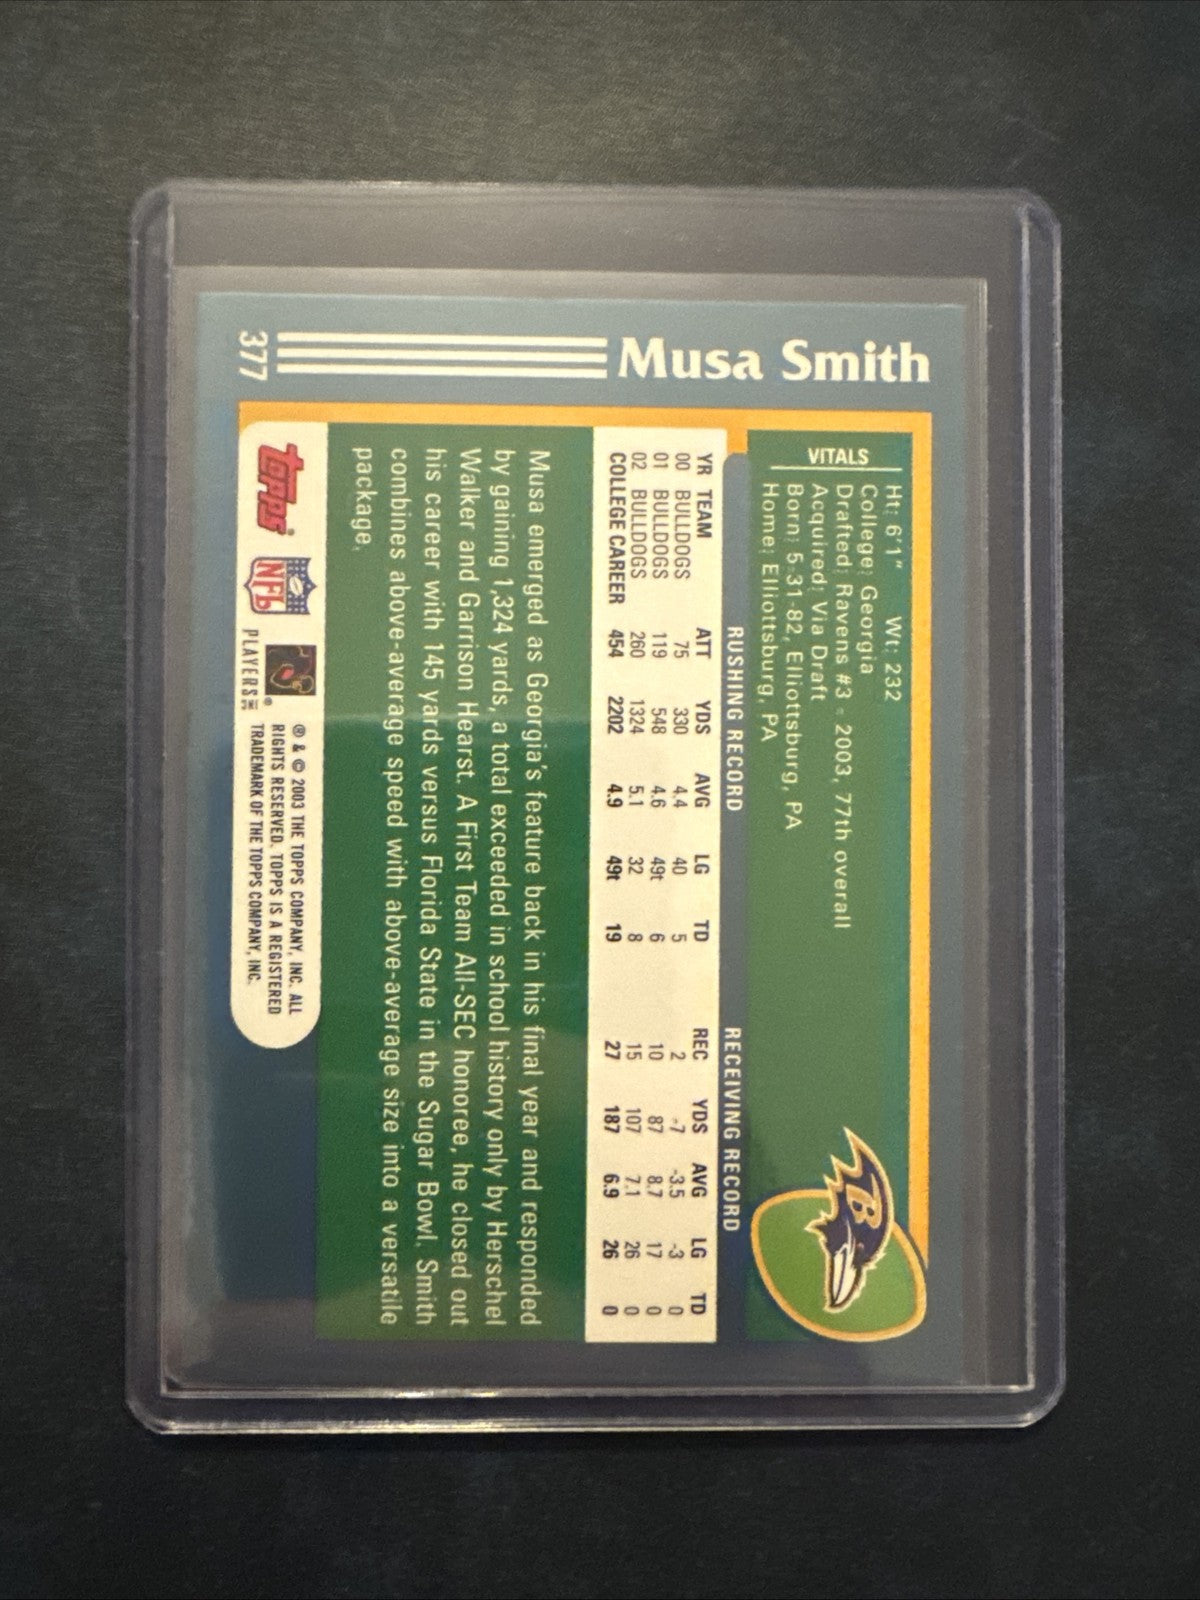 Musa Smith
377
VITALS
Ht: 6'1" Wt: 232
College: Georgia
Drafted: Ravens #3 - 2003, 77th overall
Acquired: Via Draft
Born: 5-31-82, Elliottsburg, PA
Home: Elliottsburg, PA
B
RUSHING RECORD RECEIVING RECORD
YR TEAM ATT YDS AVG LG TD REC YDS AVG LG TD
00 BULLDOGS 75 330 4.4 40 5 2 -7 -3.5 -3 0
01 BULLDOGS 119 548 4.6 49t 6 10 87 8.7 17 0
02 BULLDOGS 260 1324 5.1 32 8 15 107 7.1 26 0
COLLEGE CAREER 454 2202 4.9 49t 19 27 187 6.9 26 0
Musa emerged as Georgia's feature back in his final year and responded
by gaining 1,324 yards, a total exceeded in school history only by Herschel
Walker and Garrison Hearst. A First Team All-SEC honoree, he closed out
his career with 145 yards versus Florida State in the Sugar Bowl. Smith
combines above-average speed with above-average size into a versatile
package.
TOPPS®
NFL
PLAYERS INC
® & © 2003 THE TOPPS COMPANY, INC. ALL
RIGHTS RESERVED. TOPPS IS A REGISTERED
TRADEMARK OF THE TOPPS COMPANY, INC.